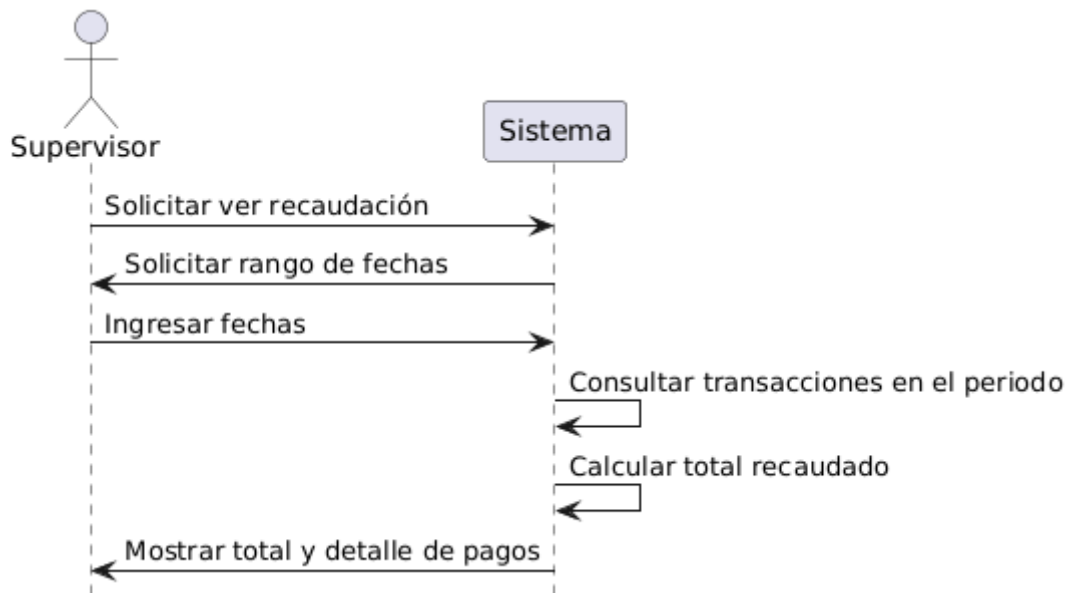 Supervisor
Sistema
Solicitar ver recaudación
Solicitar rango de fechas
Ingresar fechas
Consultar transacciones en el periodo
Calcular total recaudado
Mostrar total y detalle de pagos